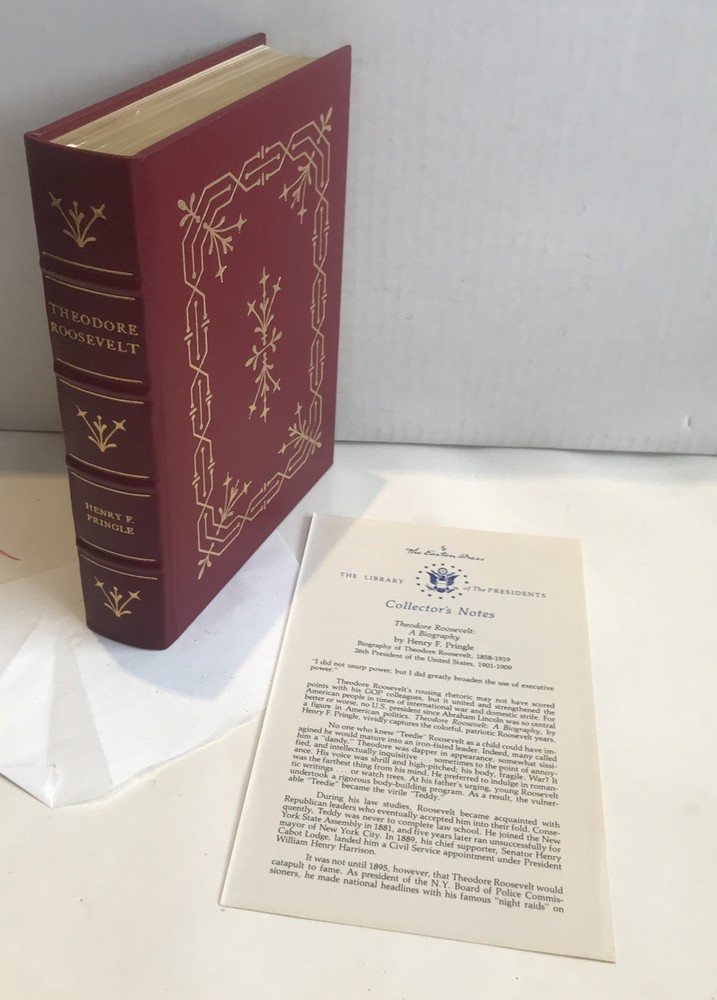 THEODORE
ROOSEVELT
HENRY F.
PRINGLE
The Easton Press
THE LIBRARY of The PRESIDENTS
Collector's Notes
Theodore Roosevelt:
A Biography
by Henry F. Pringle
Biography of Theodore Roosevelt, 1858-1919
26th President of the United States, 1901-1909
"I did not usurp power, but I did greatly broaden the use of executive
power."
Theodore Roosevelt's rousing rhetoric may not have scored
points with his GOP colleagues, but it united and strengthened the
American people in times of international war and domestic strife. For
better or worse, no U.S. president since Abraham Lincoln was so central
a figure in American politics. Theodore Roosevelt: A Biography, by
Henry F. Pringle, vividly captures the colorful, patriotic Roosevelt years.
No one who knew "Teedie" Roosevelt as a child could have im-
agined he would mature into an iron-fisted leader. Indeed, many called
him a "dandy." Theodore was dapper in appearance, somewhat sissi-
fied, and intellectually inquisitive . . . sometimes to the point of annoy-
ance. His voice was shrill and high-pitched; his body, fragile. War? It
was the farthest thing from his mind. He preferred to indulge in roman-
tic writings . . . or watch trees. At his father's urging, young Roosevelt
undertook a rigorous body-building program. As a result, the vulner-
able "Teedie" became the virile "Teddy."
During his law studies, Roosevelt became acquainted with
Republican leaders who eventually accepted him into their fold. Conse-
quently, Teddy was never to complete law school. He joined the New
York State Assembly in 1881, and five years later ran unsuccessfully for
mayor of New York City. In 1889, his chief supporter, Senator Henry
Cabot Lodge, landed him a Civil Service appointment under President
William Henry Harrison.
It was not until 1895, however, that Theodore Roosevelt would
catapult to fame. As president of the N.Y. Board of Police Commis-
sioners, he made national headlines with his famous "night raids" on